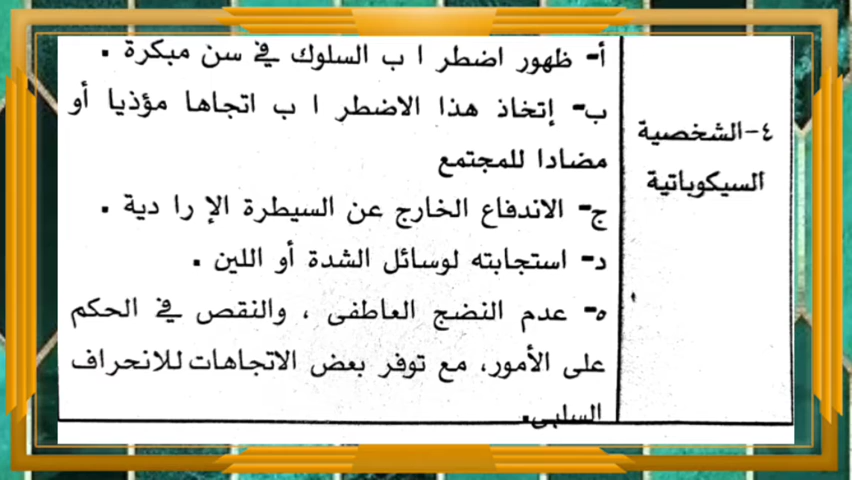 ٤-الشخصية
السيكوباتية
أ- ظهور اضطر ا ب السلوك في سن مبكرة .
ب- إتخاذ هذا الاضطر ا ب اتجاها مؤذيا أو
مضادا للمجتمع
ج- الاندفاع الخارج عن السيطرة الإ را دية .
د- استجابته لوسائل الشدة أو اللين .
ه- عدم النضج العاطفى ، والنقص في الحكم
على الأمور، مع توفر بعض الاتجاهات للانحراف
السلبى.